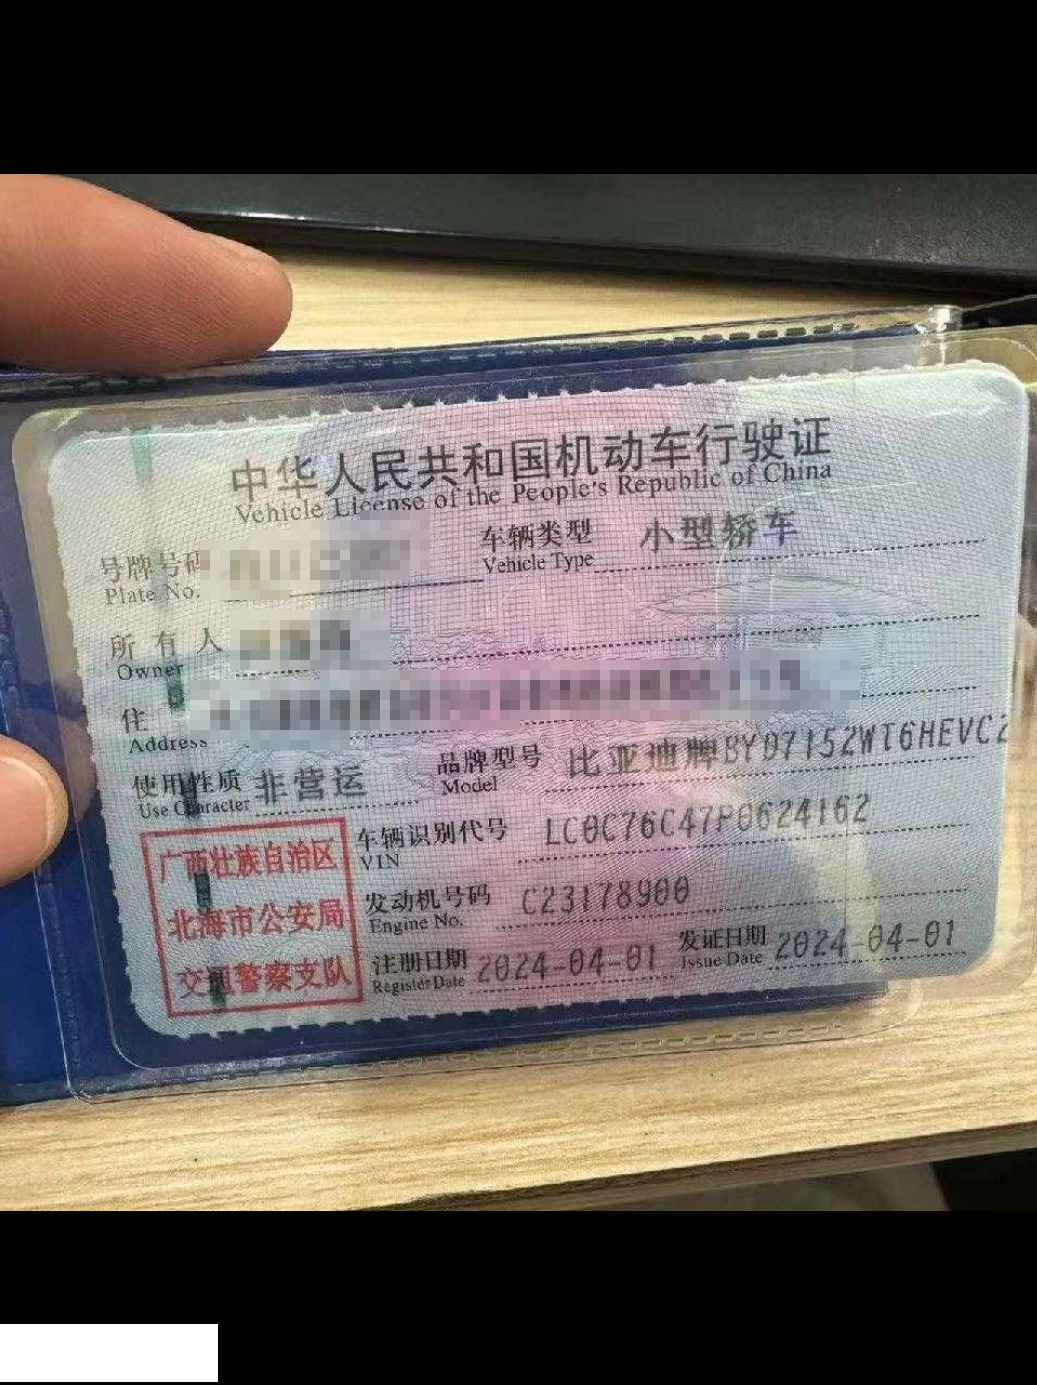 中华人民共和国机动车行驶证
Vehicle License of the People's Republic of China
号牌号码
Plate No.
车辆类型 小型轿车
Vehicle Type
所有人
Owner
住
Address
使用性质 非营运
Use Character
品牌型号 比亚迪牌BYD7152WT6HEVC2
Model
车辆识别代号 LC0C76C47P0624162
VIN
发动机号码 C23178900
Engine No.
注册日期 2024-04-01
Register Date
发证日期 2024-04-01
Issue Date
广西壮族自治区
北海市公安局
交通警察支队